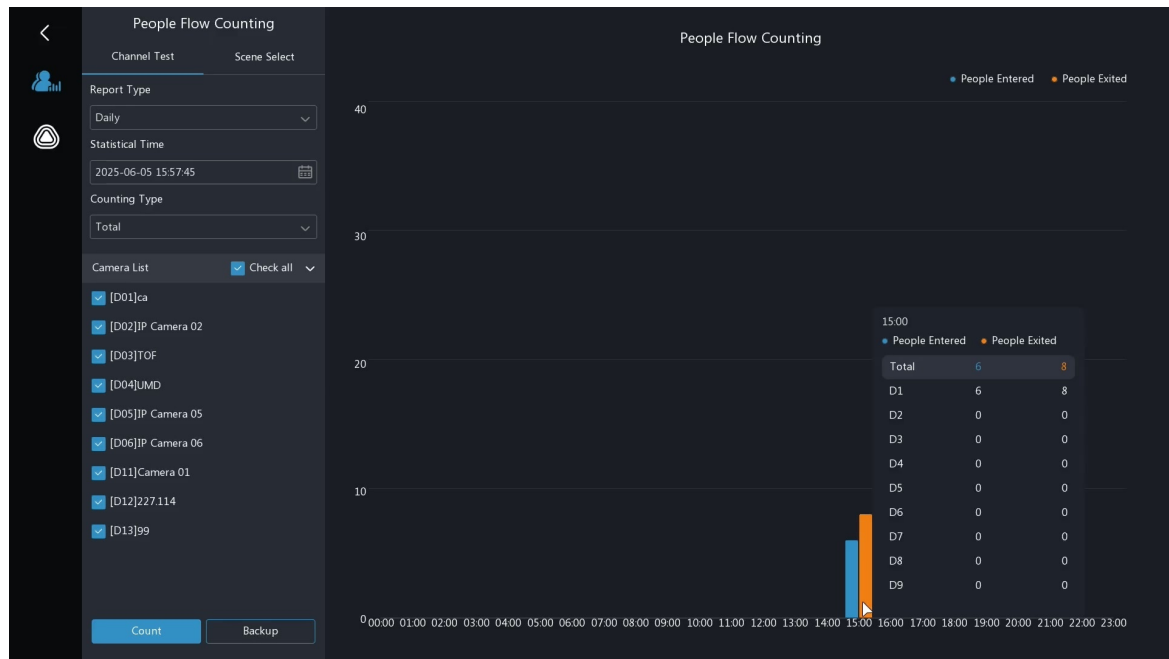 People Flow Counting
Channel Test Scene Select
Report Type
Daily
Statistical Time
2025-06-05 15:57:45
Counting Type
Total
Camera List Check all
[D01]ca
[D02]IP Camera 02
[D03]TOF
[D04]UMD
[D05]IP Camera 05
[D06]IP Camera 06
[D11]Camera 01
[D12]227.114
[D13]99
Count Backup
People Flow Counting
People Entered People Exited
40
30
20
10
0
00:00 01:00 02:00 03:00 04:00 05:00 06:00 07:00 08:00 09:00 10:00 11:00 12:00 13:00 14:00 15:00 16:00 17:00 18:00 19:00 20:00 21:00 22:00 23:00
15:00
People Entered People Exited
Total 6 8
D1 6 8
D2 0 0
D3 0 0
D4 0 0
D5 0 0
D6 0 0
D7 0 0
D8 0 0
D9 0 0